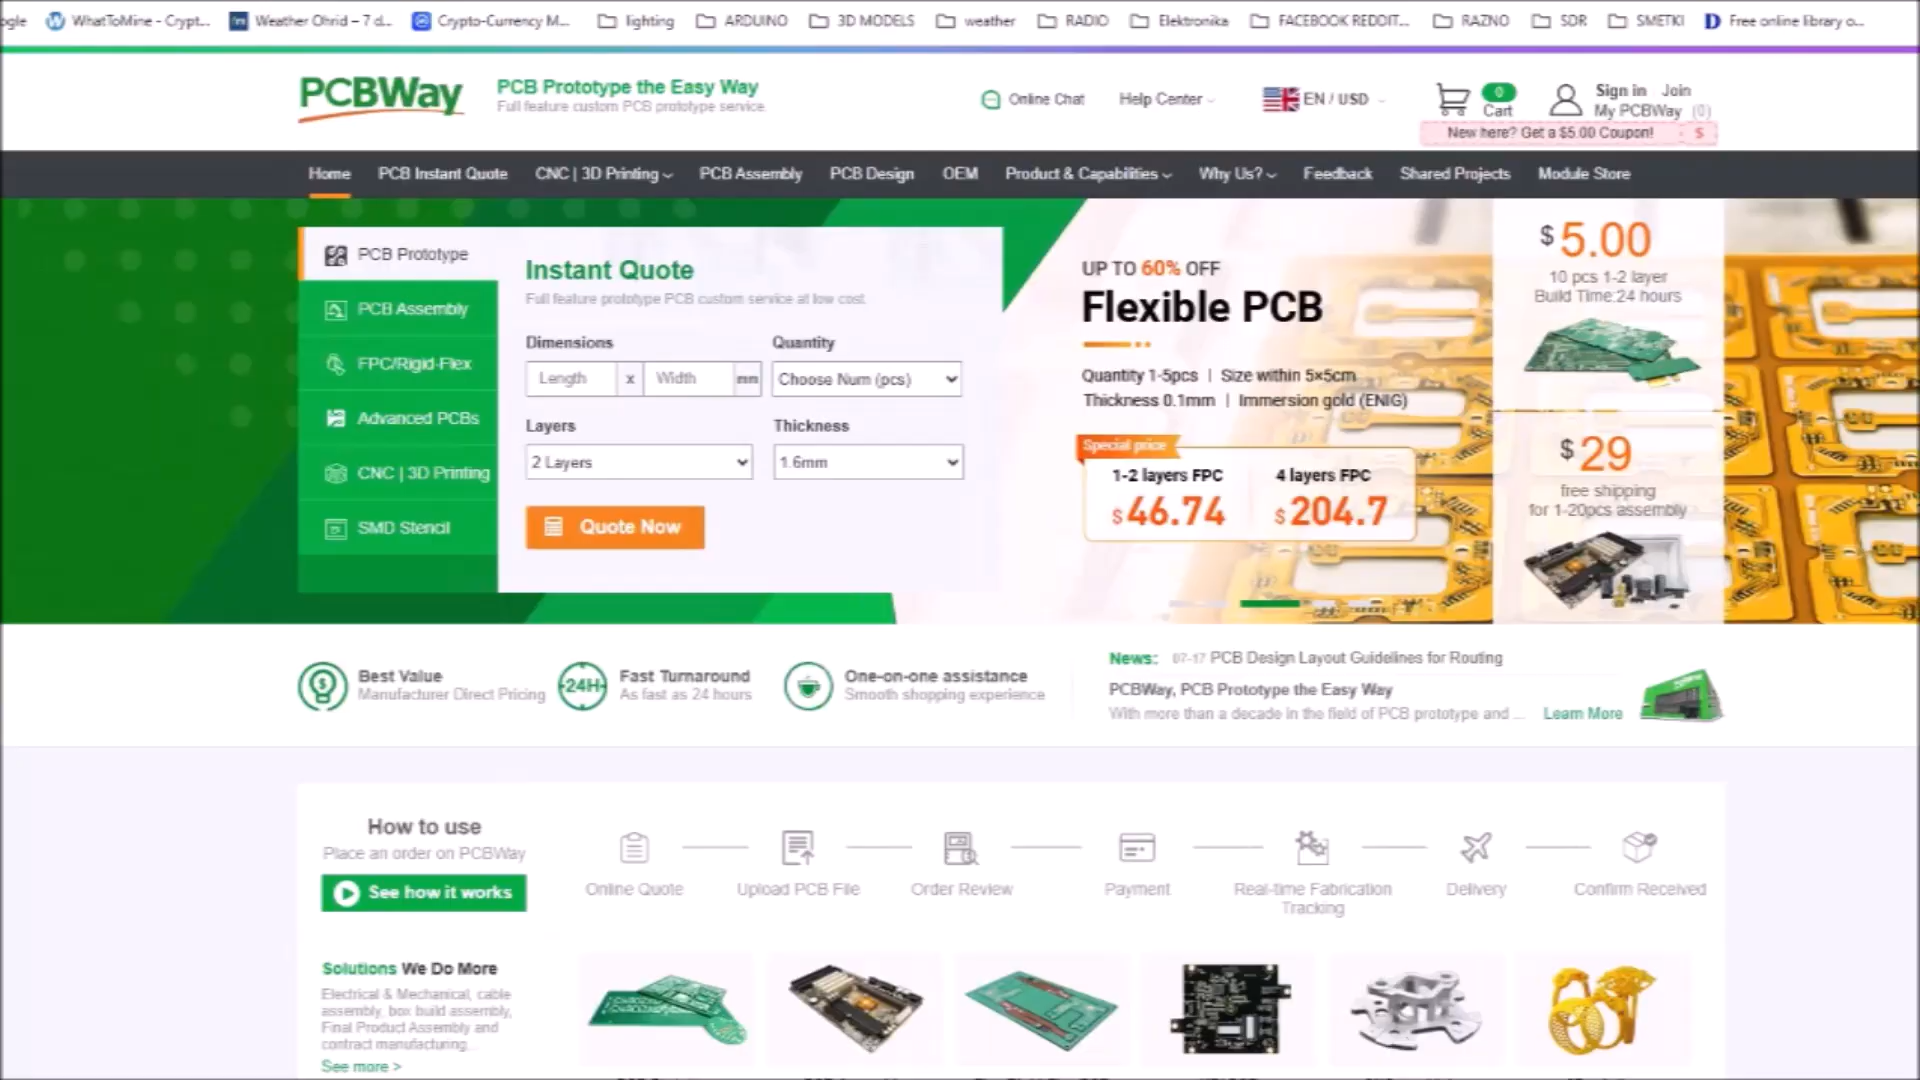 WhatToMine - Crypt...
Weather Ohrid – 7 d...
Crypto-Currency M...
lighting
ARDUINO
3D MODELS
weather
RADIO
Elektronika
FACEBOOK REDDIT...
RAZNO
SDR
SMETKI
Free online library o...
PCBWay
PCB Prototype the Easy Way
Full feature custom PCB prototype service.
Online Chat
Help Center
EN / USD
0
Cart
Sign in Join
My PCBWay (0)
New here? Get a $5.00 Coupon! $
Home
PCB Instant Quote
CNC | 3D Printing
PCB Assembly
PCB Design
OEM
Product & Capabilities
Why Us?
Feedback
Shared Projects
Module Store
PCB Prototype
PCB Assembly
FPC/Rigid-Flex
Advanced PCBs
CNC | 3D Printing
SMD Stencil
Instant Quote
Full feature prototype PCB custom service at low cost.
Dimensions
Length x Width mm
Quantity
Choose Num (pcs)
Layers
2 Layers
Thickness
1.6mm
Quote Now
UP TO 60% OFF
Flexible PCB
Quantity 1-5pcs | Size within 5×5cm
Thickness 0.1mm | Immersion gold (ENIG)
Special price
1-2 layers FPC
$46.74
4 layers FPC
$204.7
$5.00
10 pcs 1-2 layer
Build Time:24 hours
$29
free shipping
for 1-20pcs assembly
Best Value
Manufacturer Direct Pricing
24H
Fast Turnaround
As fast as 24 hours
One-on-one assistance
Smooth shopping experience
News: 07-17 PCB Design Layout Guidelines for Routing
PCBWay, PCB Prototype the Easy Way
With more than a decade in the field of PCB prototype and ... Learn More
How to use
Place an order on PCBWay
See how it works
Online Quote
Upload PCB File
Order Review
Payment
Real-time Fabrication
Tracking
Delivery
Confirm Received
Solutions We Do More
Electrical & Mechanical, cable
assembly, box build assembly,
Final Product Assembly and
contract manufacturing...
See more >